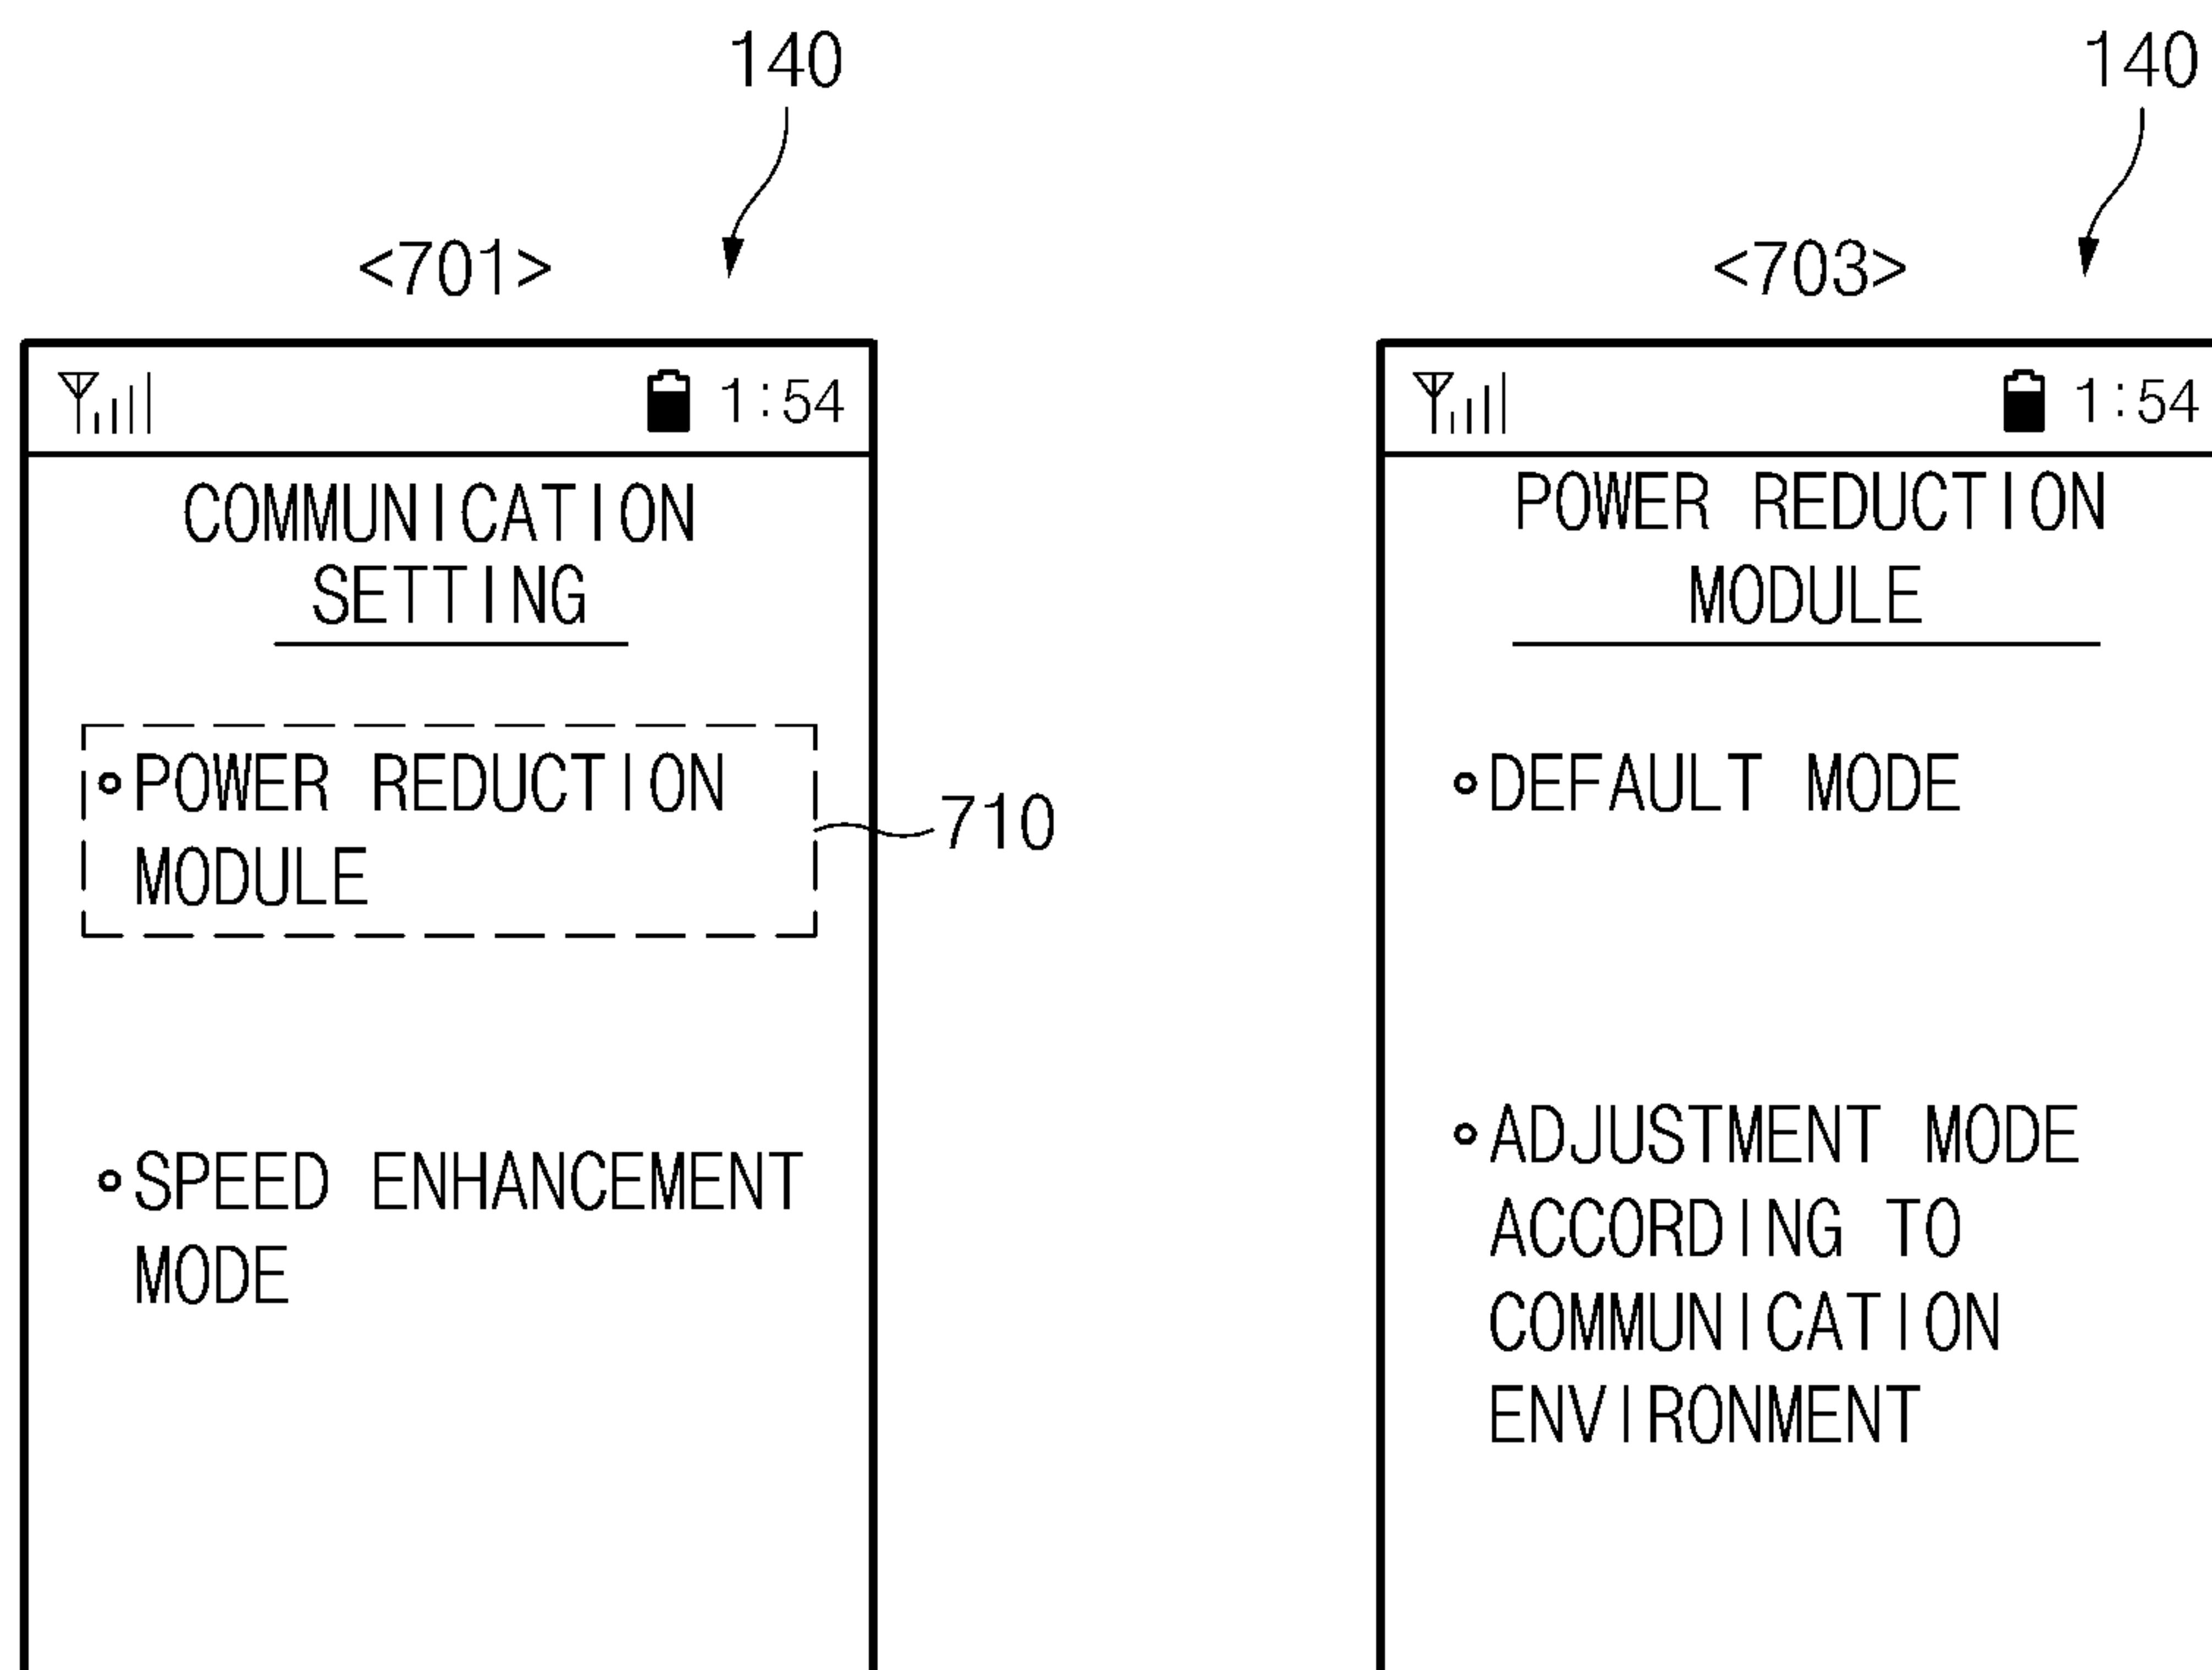 140
<701>
1:54
COMMUNICATION
SETTING
POWER REDUCTION
MODULE
710
SPEED ENHANCEMENT
MODE
140
<703>
1:54
POWER REDUCTION
MODULE
DEFAULT MODE
ADJUSTMENT MODE
ACCORDING TO
COMMUNICATION
ENVIRONMENT